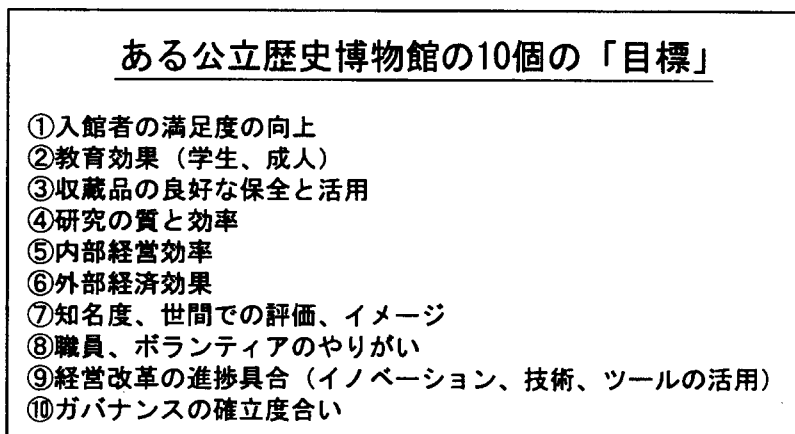 ある公立歴史博物館の10個の「目標」
①入館者の満足度の向上
②教育効果（学生、成人）
③収蔵品の良好な保全と活用
④研究の質と効率
⑤内部経営効率
⑥外部経済効果
⑦知名度、世間での評価、イメージ
⑧職員、ボランティアのやりがい
⑨経営改革の進捗具合（イノベーション、技術、ツールの活用）
⑩ガバナンスの確立度合い